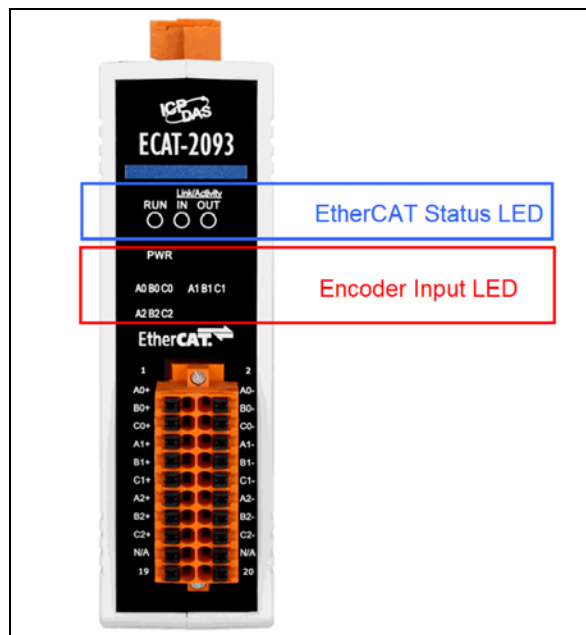 ICP DAS
ECAT-2093
Link/Activity
RUN IN OUT
EtherCAT Status LED
PWR
A0 B0 C0 A1 B1 C1
Encoder Input LED
A2 B2 C2
EtherCAT.
1 2
A0+ A0-
B0+ B0-
C0+ C0-
A1+ A1-
B1+ B1-
C1+ C1-
A2+ A2-
B2+ B2-
C2+ C2-
N/A N/A
19 20